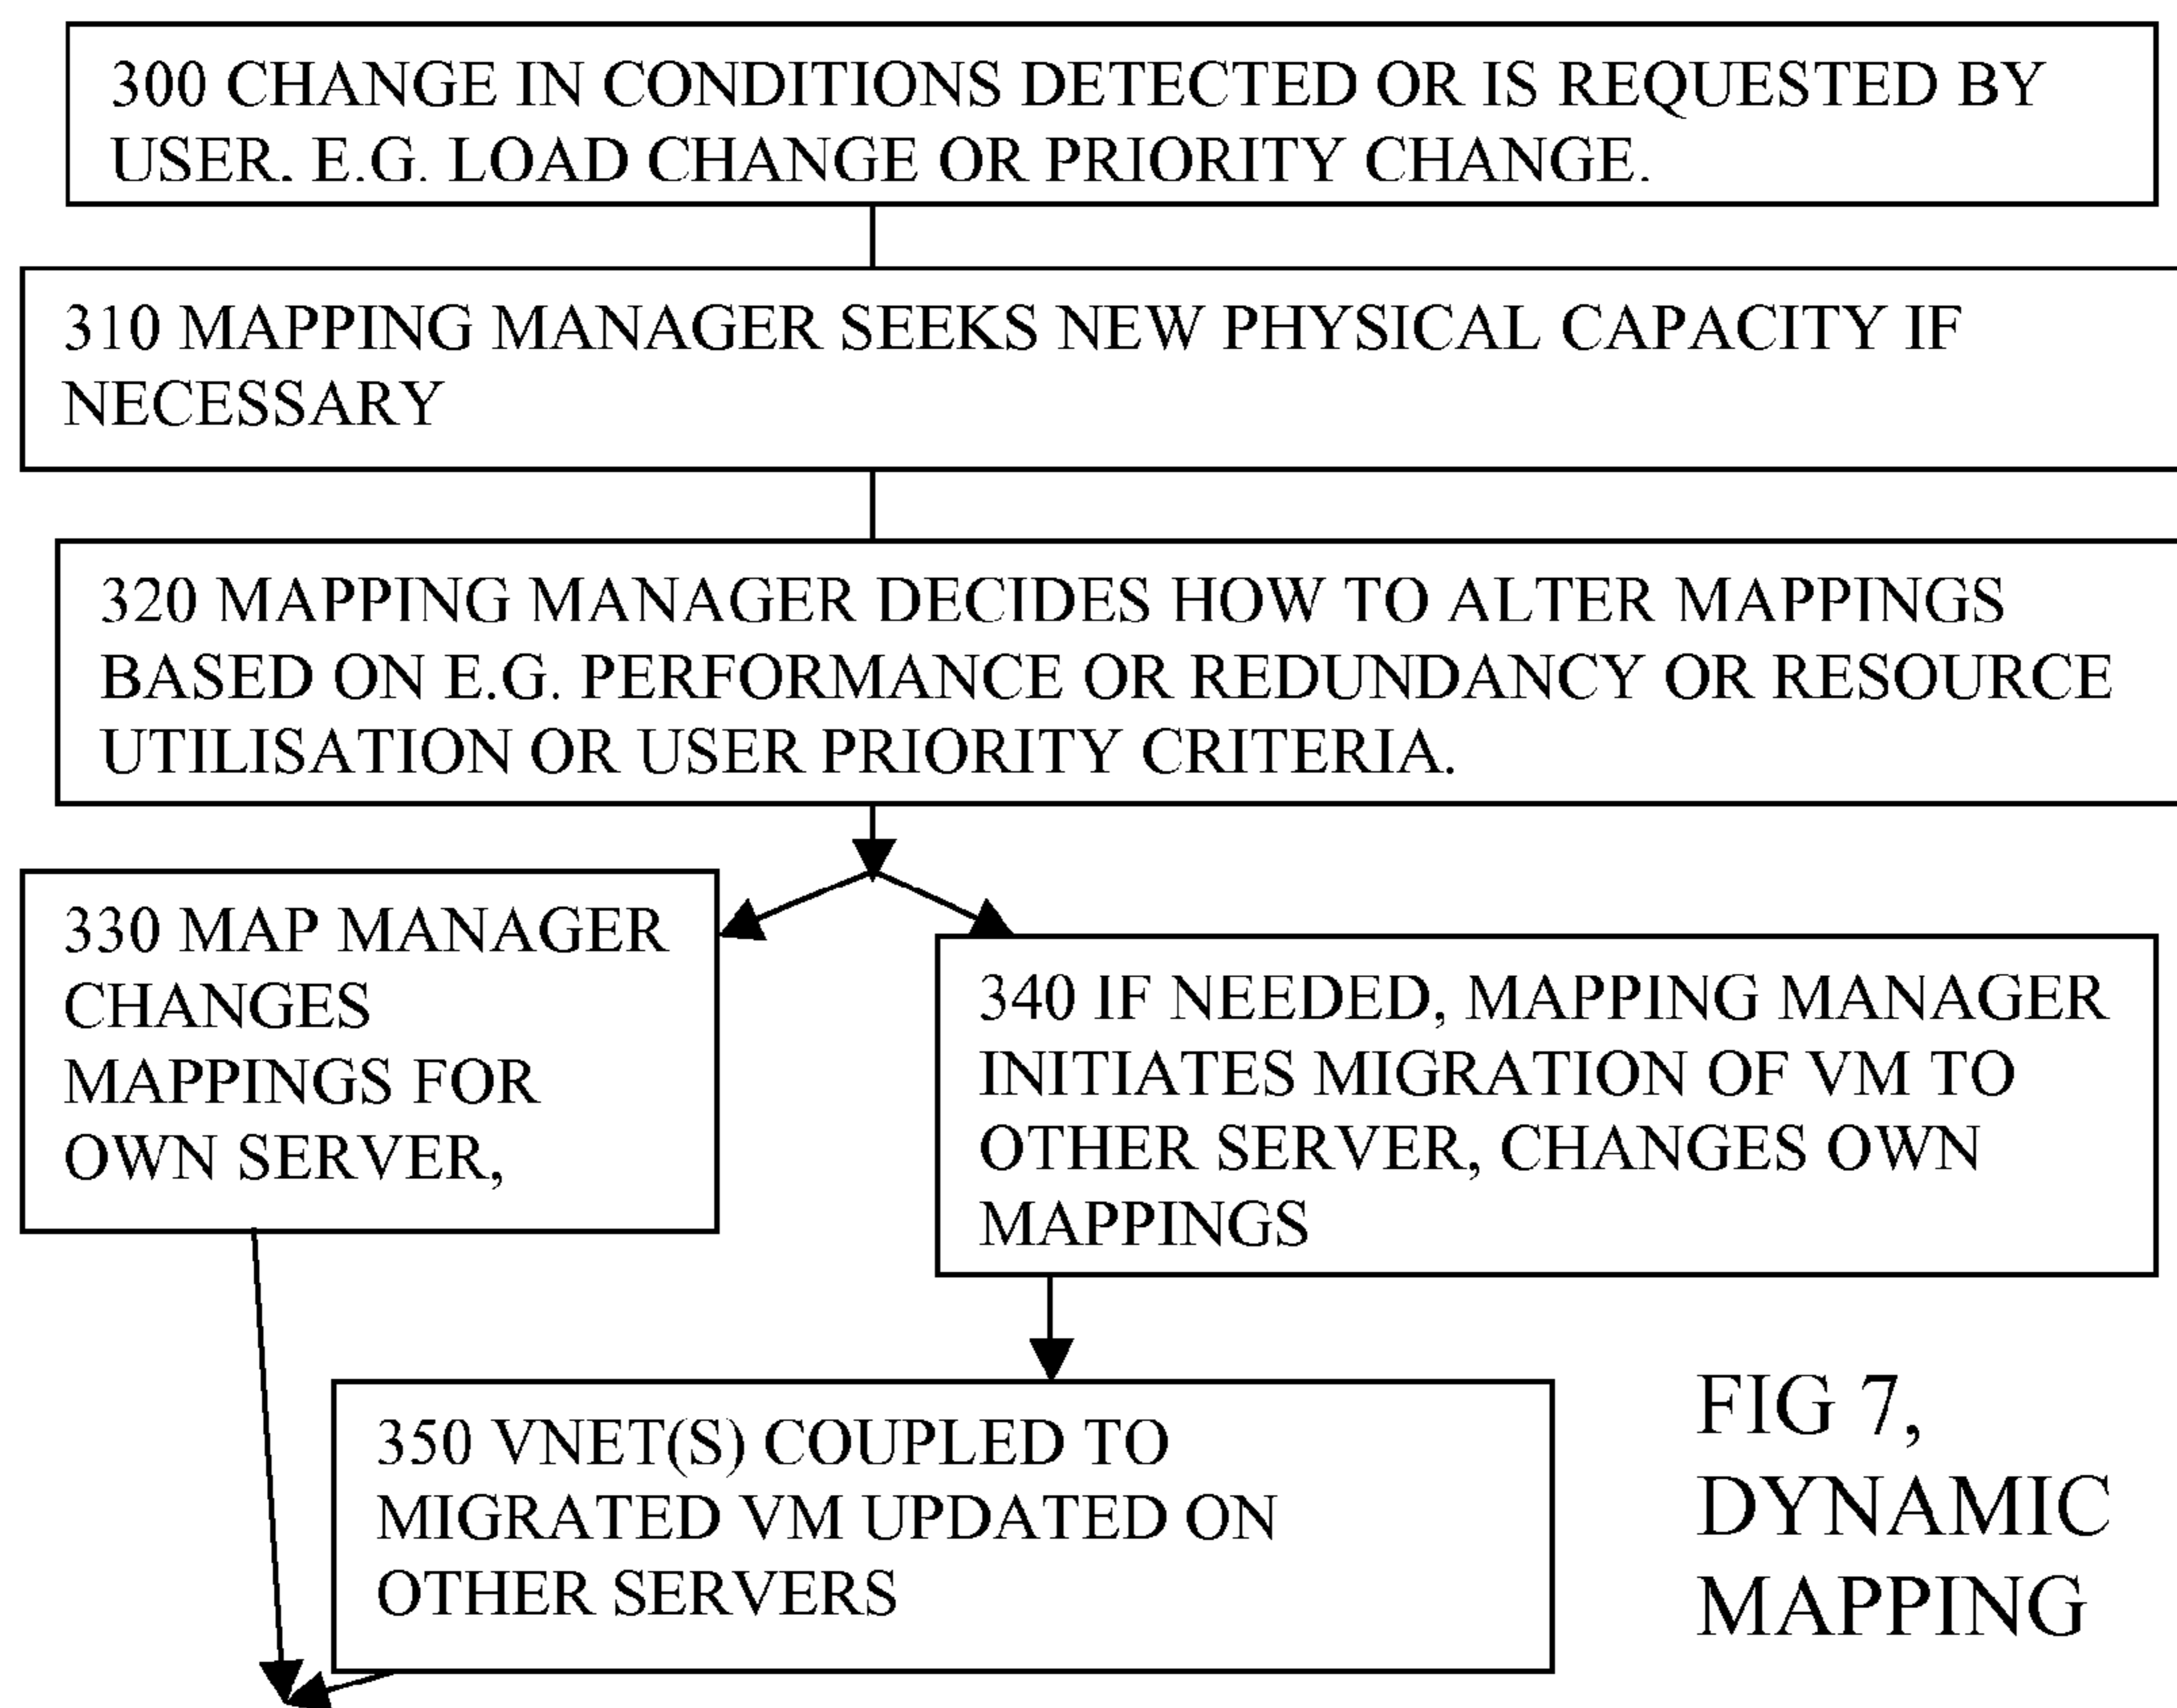 300 CHANGE IN CONDITIONS DETECTED OR IS REQUESTED BY
USER. E.G. LOAD CHANGE OR PRIORITY CHANGE.
310 MAPPING MANAGER SEEKS NEW PHYSICAL CAPACITY IF
NECESSARY
320 MAPPING MANAGER DECIDES HOW TO ALTER MAPPINGS
BASED ON E.G. PERFORMANCE OR REDUNDANCY OR RESOURCE
UTILISATION OR USER PRIORITY CRITERIA.
330 MAP MANAGER
CHANGES
MAPPINGS FOR
OWN SERVER,
340 IF NEEDED, MAPPING MANAGER
INITIATES MIGRATION OF VM TO
OTHER SERVER, CHANGES OWN
MAPPINGS
350 VNET(S) COUPLED TO
MIGRATED VM UPDATED ON
OTHER SERVERS
FIG 7,
DYNAMIC
MAPPING